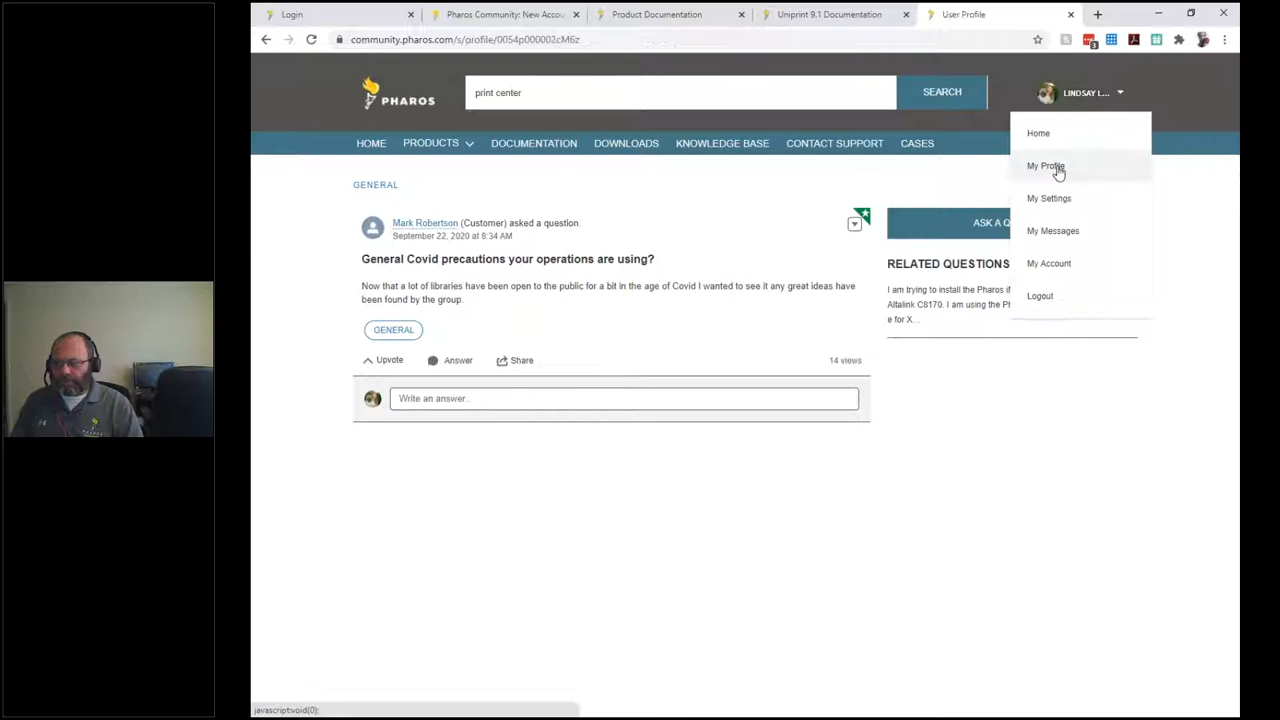 Login
Pharos Community: New Accou
Product Documentation
Uniprint 9.1 Documentation
User Profile
community.pharos.com/s/profile/0054p000002cM6z
3
PHAROS
print center
SEARCH
LINDSAY L...
HOME
PRODUCTS
DOCUMENTATION
DOWNLOADS
KNOWLEDGE BASE
CONTACT SUPPORT
CASES
Home
My Profile
My Settings
My Messages
My Account
Logout
GENERAL
Mark Robertson (Customer) asked a question
September 22, 2020 at 8:34 AM
General Covid precautions your operations are using?
Now that a lot of libraries have been open to the public for a bit in the age of Covid I wanted to see it any great ideas have
been found by the group.
GENERAL
Upvote
Answer
Share
14 views
Write an answer..
ASK A Q
RELATED QUESTIONS
I am trying to install the Pharos iM
Altalink C8170. I am using the Ph
e for X...
PHAROS
javascript:void(0);